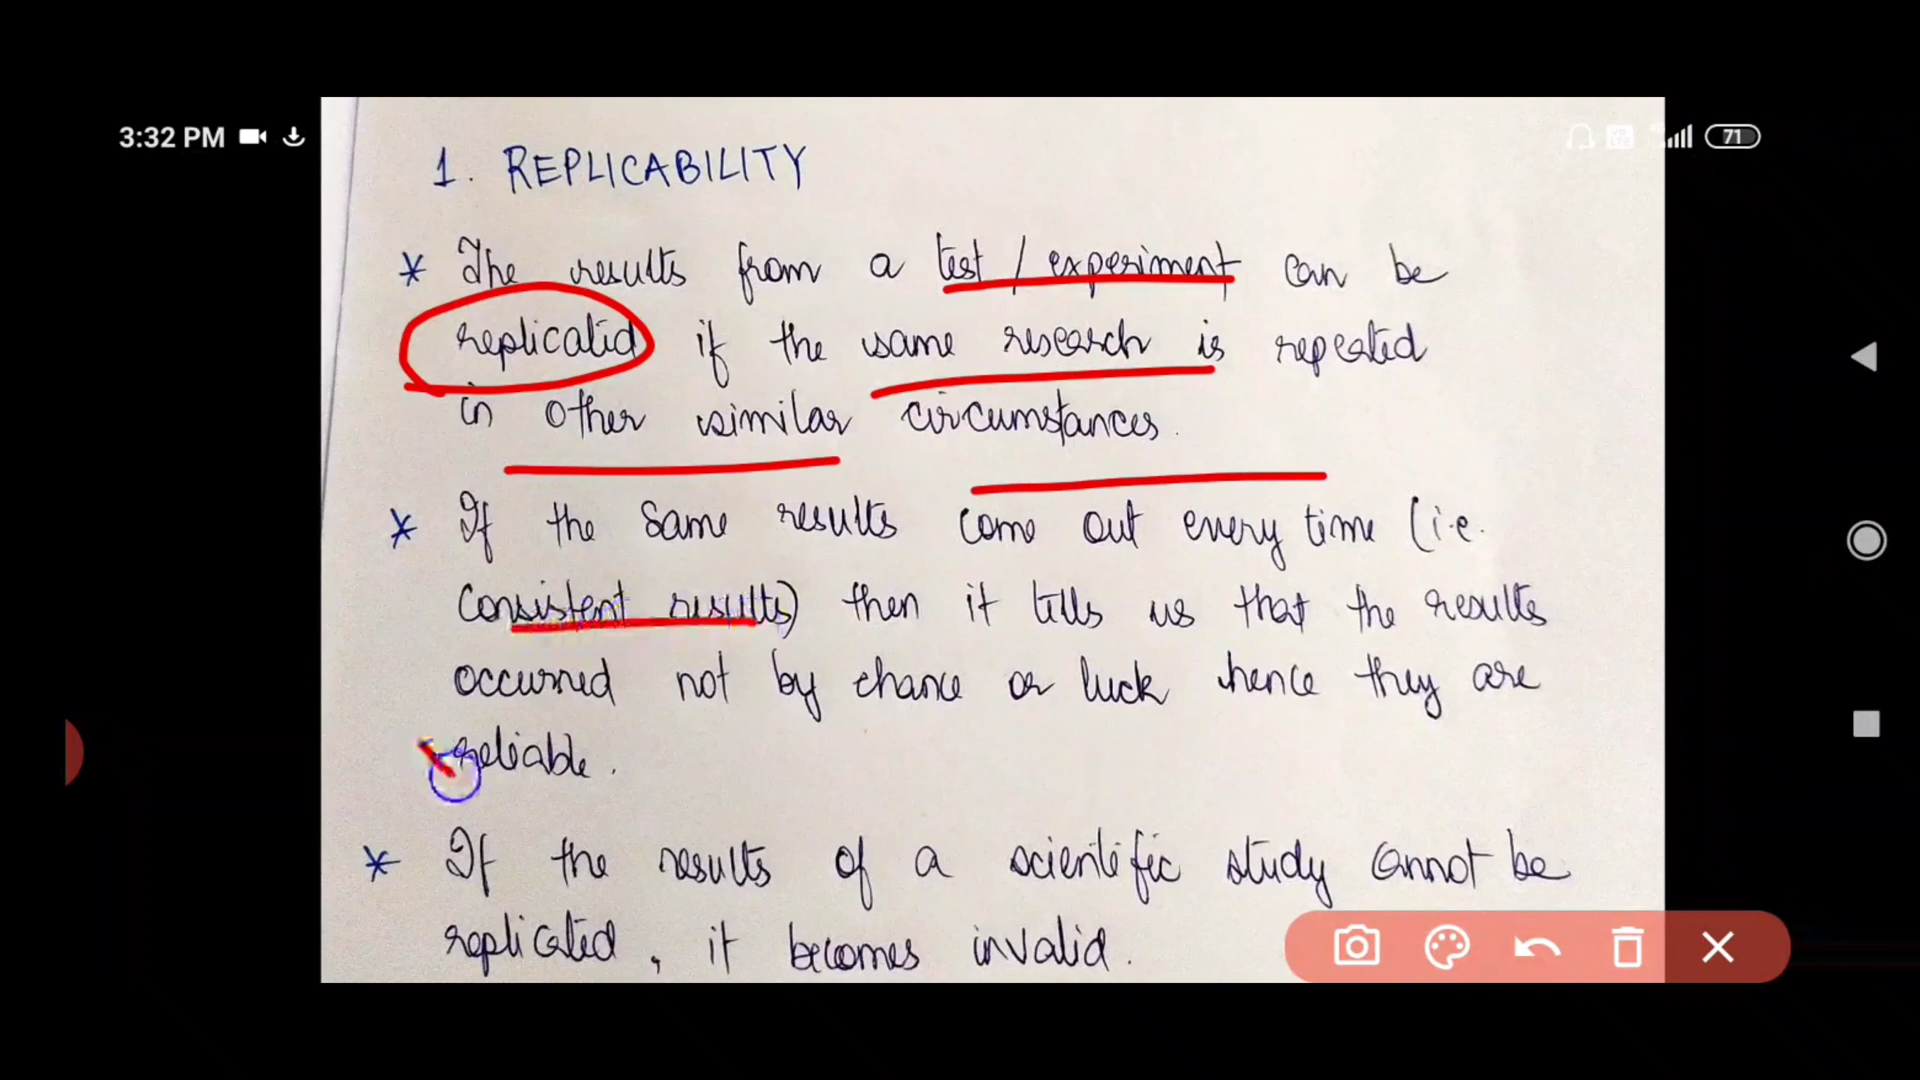 3:32 PM
71
1. REPLICABILITY
* The results from a test / experiment can be
replicated if the same research is repeated
in other similar circumstances.
* If the same results come out every time (i.e.
consistent results) then it tells us that the results
occurred not by chance or luck hence they are
reliable.
* If the results of a scientific study cannot be
replicated, it becomes invalid.